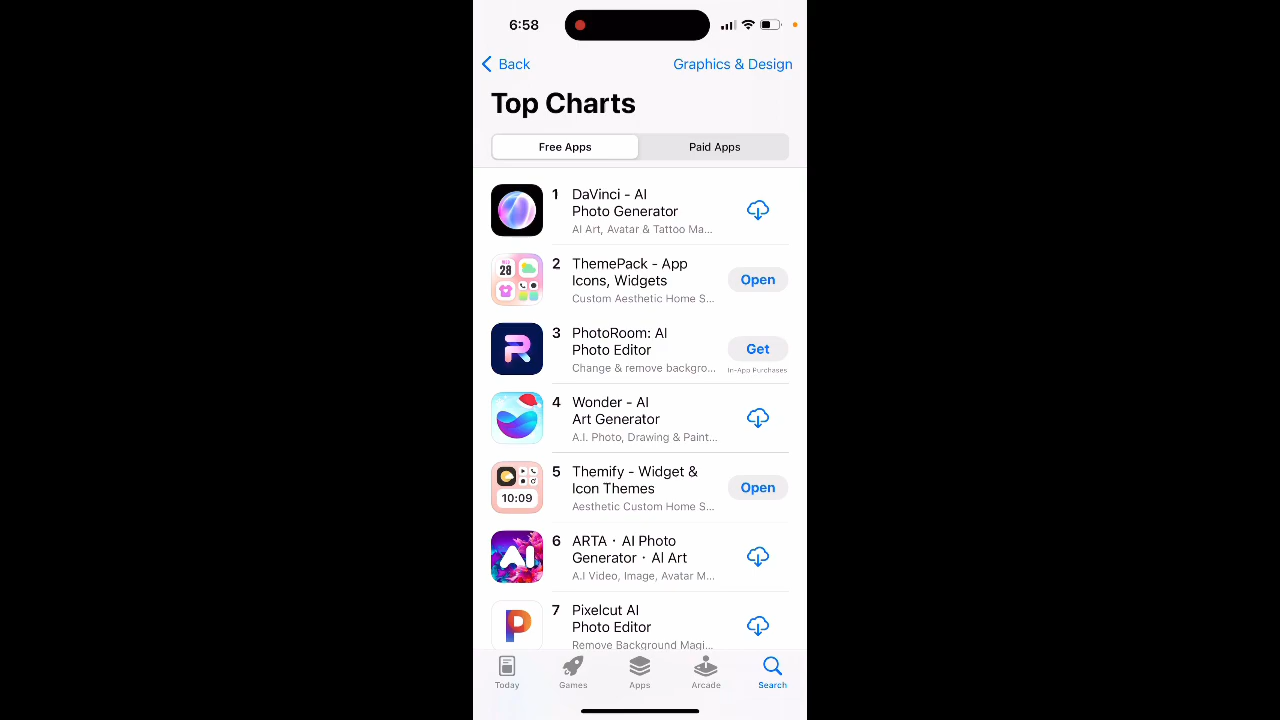 6:58
Back
Graphics & Design
Top Charts
Free Apps
Paid Apps
1
DaVinci - AI
Photo Generator
AI Art, Avatar & Tattoo Ma...
28
2
ThemePack - App
Icons, Widgets
Custom Aesthetic Home S...
Open
R
3
PhotoRoom: AI
Photo Editor
Change & remove backgro...
Get
In-App Purchases
4
Wonder - AI
Art Generator
A.I. Photo, Drawing & Paint...
10:09
5
Themify - Widget &
Icon Themes
Aesthetic Custom Home S...
Open
AI
6
ARTA · AI Photo
Generator · AI Art
A.I Video, Image, Avatar M...
P
7
Pixelcut AI
Photo Editor
Remove Background Magi...
Today
Games
Apps
Arcade
Search